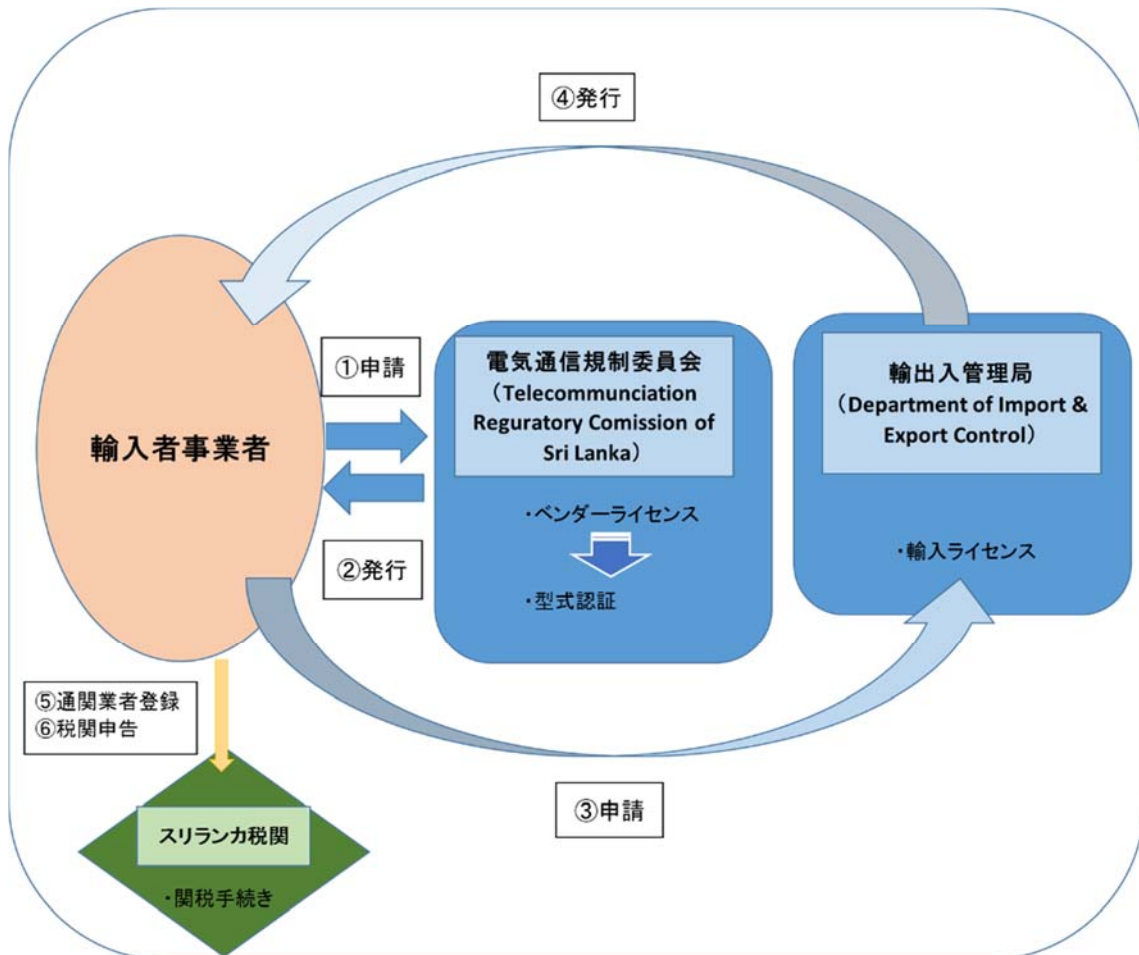 ④発行
輸入者事業者
①申請
②発行
電気通信規制委員会
（Telecommunciation
Reguratory Comission of
Sri Lanka）
・ベンダーライセンス
・型式認証
輸出入管理局
（Department of Import &
Export Control）
・輸入ライセンス
⑤通関業者登録
⑥税関申告
③申請
スリランカ税関
・関税手続き